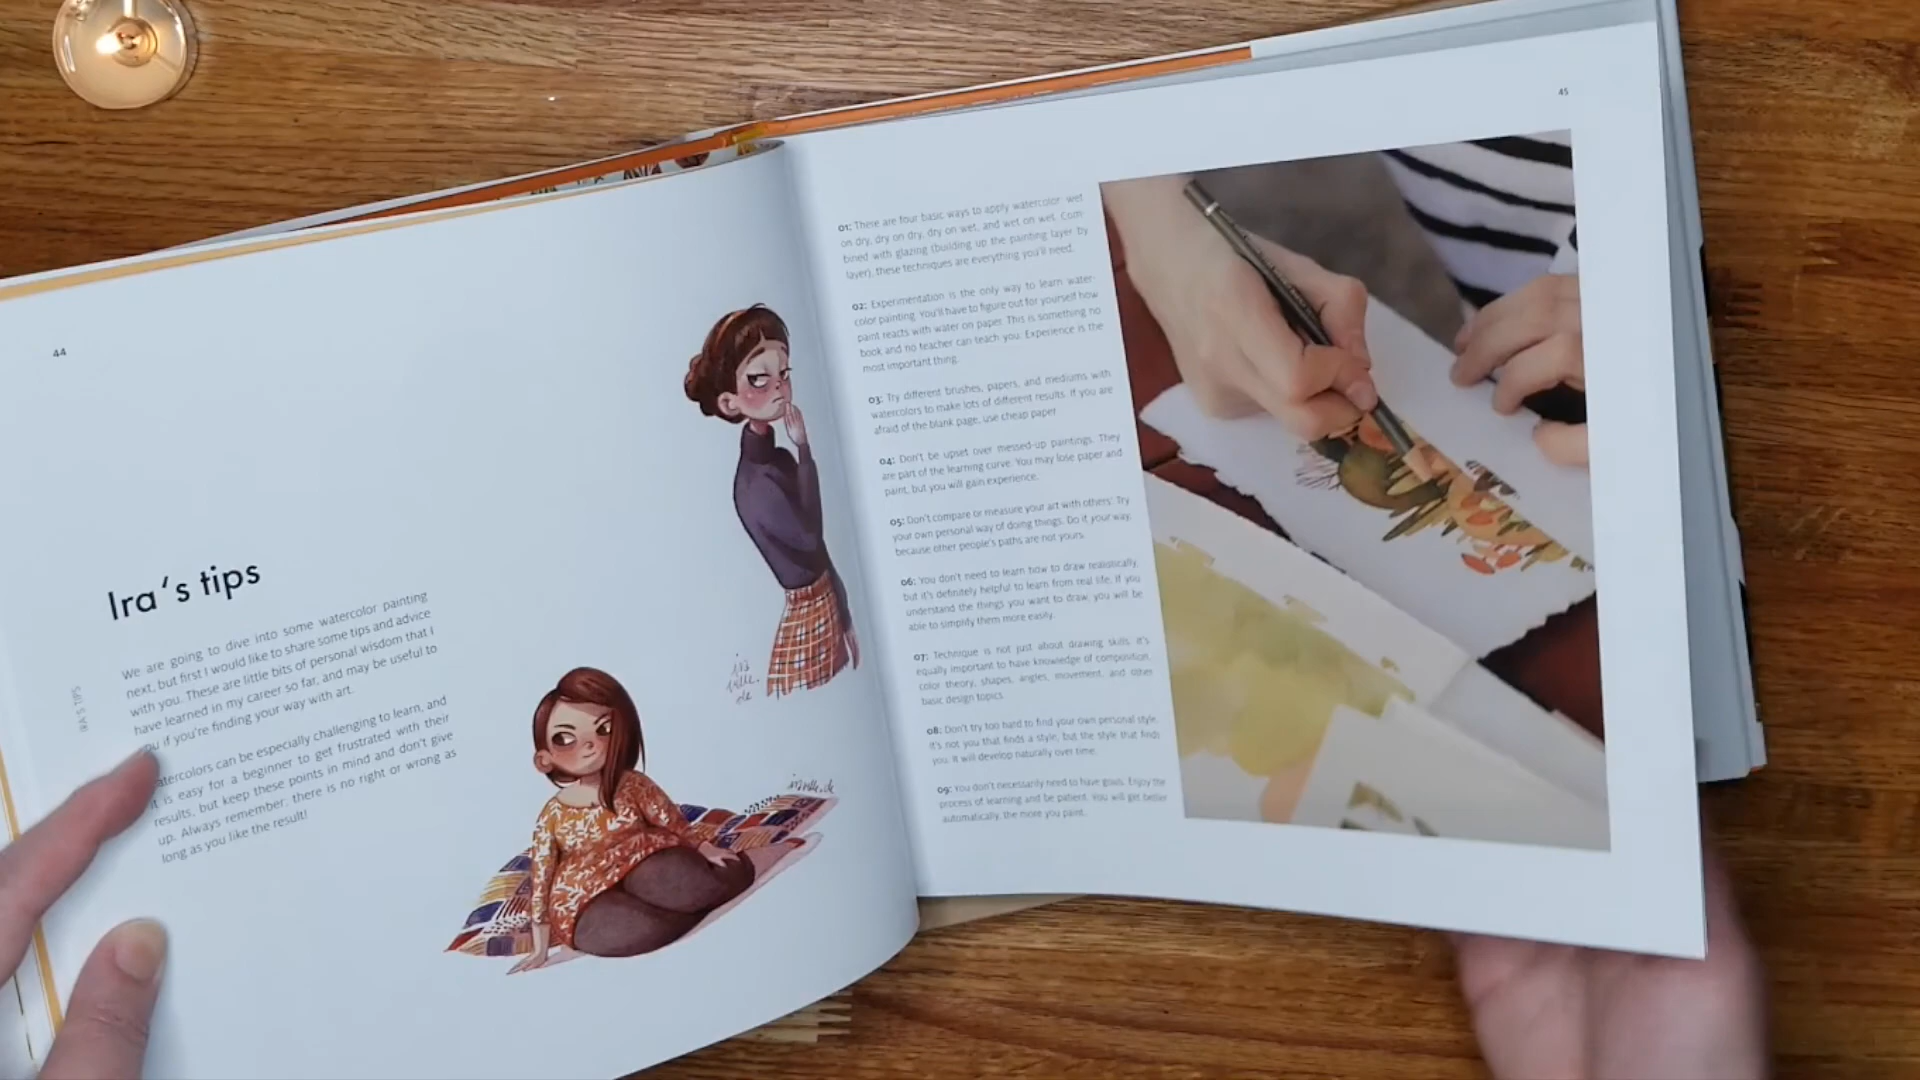 44
Ira's tips
We are going to dive into some watercolor painting
next, but first I would like to share some tips and advice
with you. These are little bits of personal wisdom that I
have learned in my career so far, and may be useful to
you if you're finding your way with art.
atercolors can be especially challenging to learn, and
it is easy for a beginner to get frustrated with their
results, but keep these points in mind and don't give
up. Always remember: there is no right or wrong as
long as you like the result!
IRA'S TIPS
iraville.de
45
01: These are four basic ways to apply watercolor: wet
on dry, dry on dry, dry on wet, and wet on wet. Com-
bined with glazing (building up the painting layer by
layer), these techniques are everything you'll need.
02: Experimentation is the only way to learn water-
color painting. You'll have to figure out for yourself how
paint reacts with water on paper. This is something no
book and no teacher can teach you. Experience is the
most important thing.
03: Try different brushes, papers, and mediums with
watercolors to make lots of different results. If you are
afraid of the blank page, use cheap paper.
04: Don't be upset over messed-up paintings. They
are part of the learning curve. You may lose paper and
paint, but you will gain experience.
05: Don't compare or measure your art with others'. Try
your own personal way of doing things. Do it your way,
because other people's paths are not yours.
06: You don't need to learn how to draw realistically,
but it's definitely helpful to learn from real life. If you
understand the things you want to draw, you will be
able to simplify them more easily.
07: Technique is not just about drawing skills, it's
equally important to have knowledge of composition,
color theory, shapes, angles, movement, and other
basic design topics.
08: Don't try too hard to find your own personal style.
It's not you that finds a style, but the style that finds
you. It will develop naturally over time.
09: You don't necessarily need to have goals. Enjoy the
process of learning and be patient. You will get better
automatically, the more you paint.